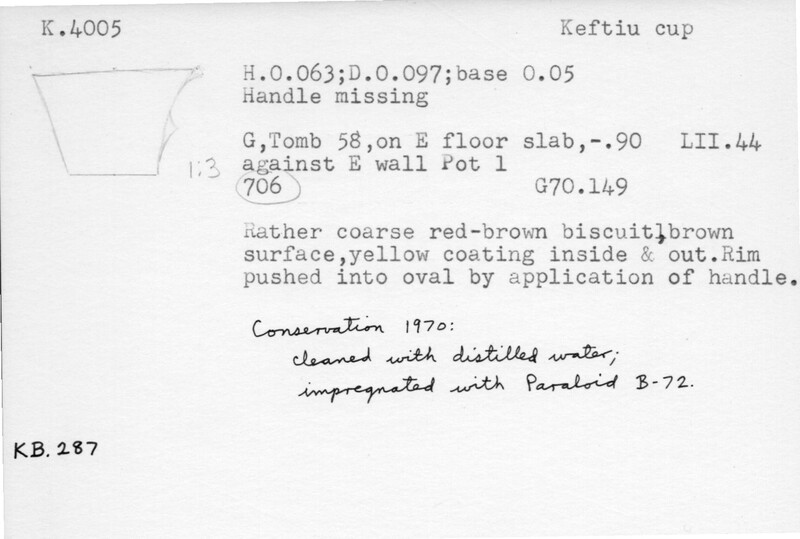 K.4005 Keftiu cup
H.0.063;D.0.097;base 0.05
Handle missing
G,Tomb 58,on E floor slab,-.90 LII.44
1:3
against E wall Pot 1
706 G70.149
Rather coarse red-brown biscuit,brown
surface,yellow coating inside & out.Rim
pushed into oval by application of handle.
Conservation 1970:
cleaned with distilled water;
impregnated with Paraloid B-72.
KB.287